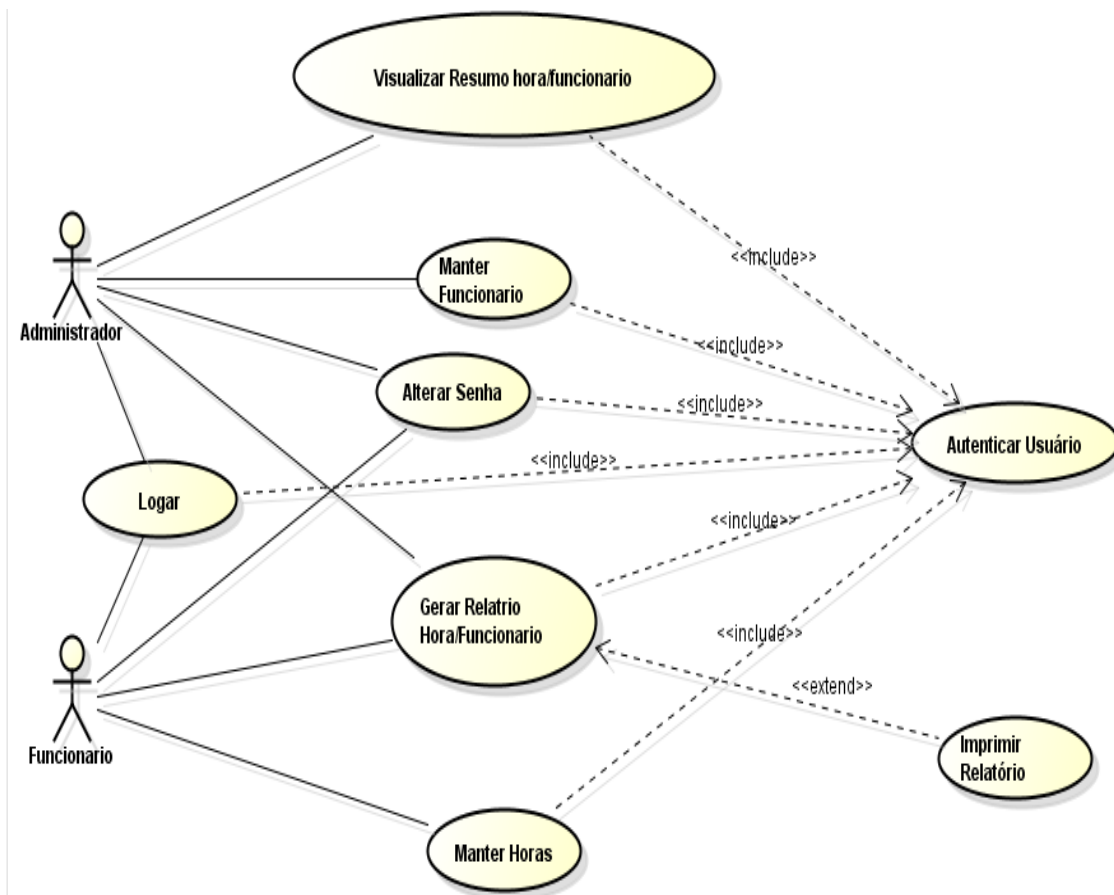 Visualizar Resumo hora/funcionario
<<include>>
Manter
Funcionario
Administrador
<<include>>
Alterar Senha
<<include>>
Autenticar Usuário
<<include>>
Logar
<<include>>
Gerar Relatrio
Hora/Funcionario
<<include>>
<<extend>>
Funcionario
Imprimir
Relatório
Manter Horas